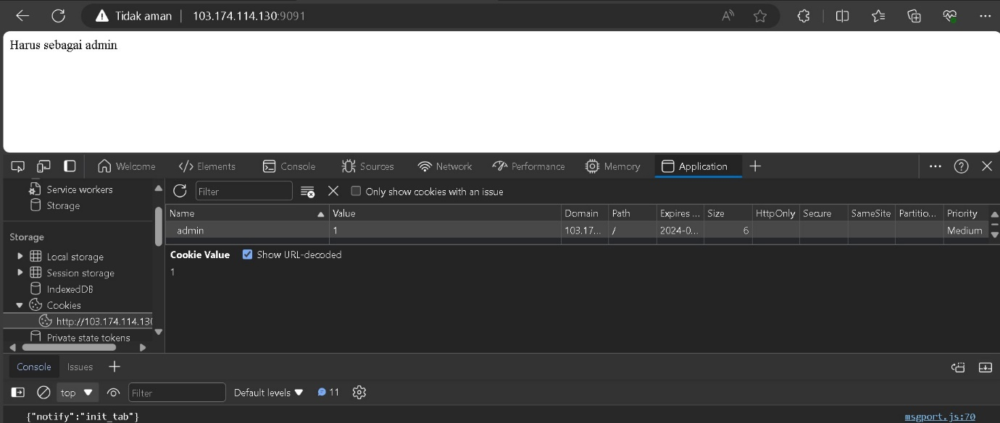 Tidak aman | 103.174.114.130:9091
Harus sebagai admin
Welcome Elements Console Sources Network Performance Memory Application
Service workers
Storage
Filter Only show cookies with an issue
Name Value Domain Path Expires ... Size HttpOnly Secure SameSite Partitio... Priority
admin 1 103.17... / 2024-0... 6 Medium
Storage
Local storage
Session storage
IndexedDB
Cookies
http://103.174.114.130
Private state tokens
Cookie Value Show URL-decoded
1
Console Issues
top Filter Default levels 11
{"notify":"init_tab"} msgport.js:70